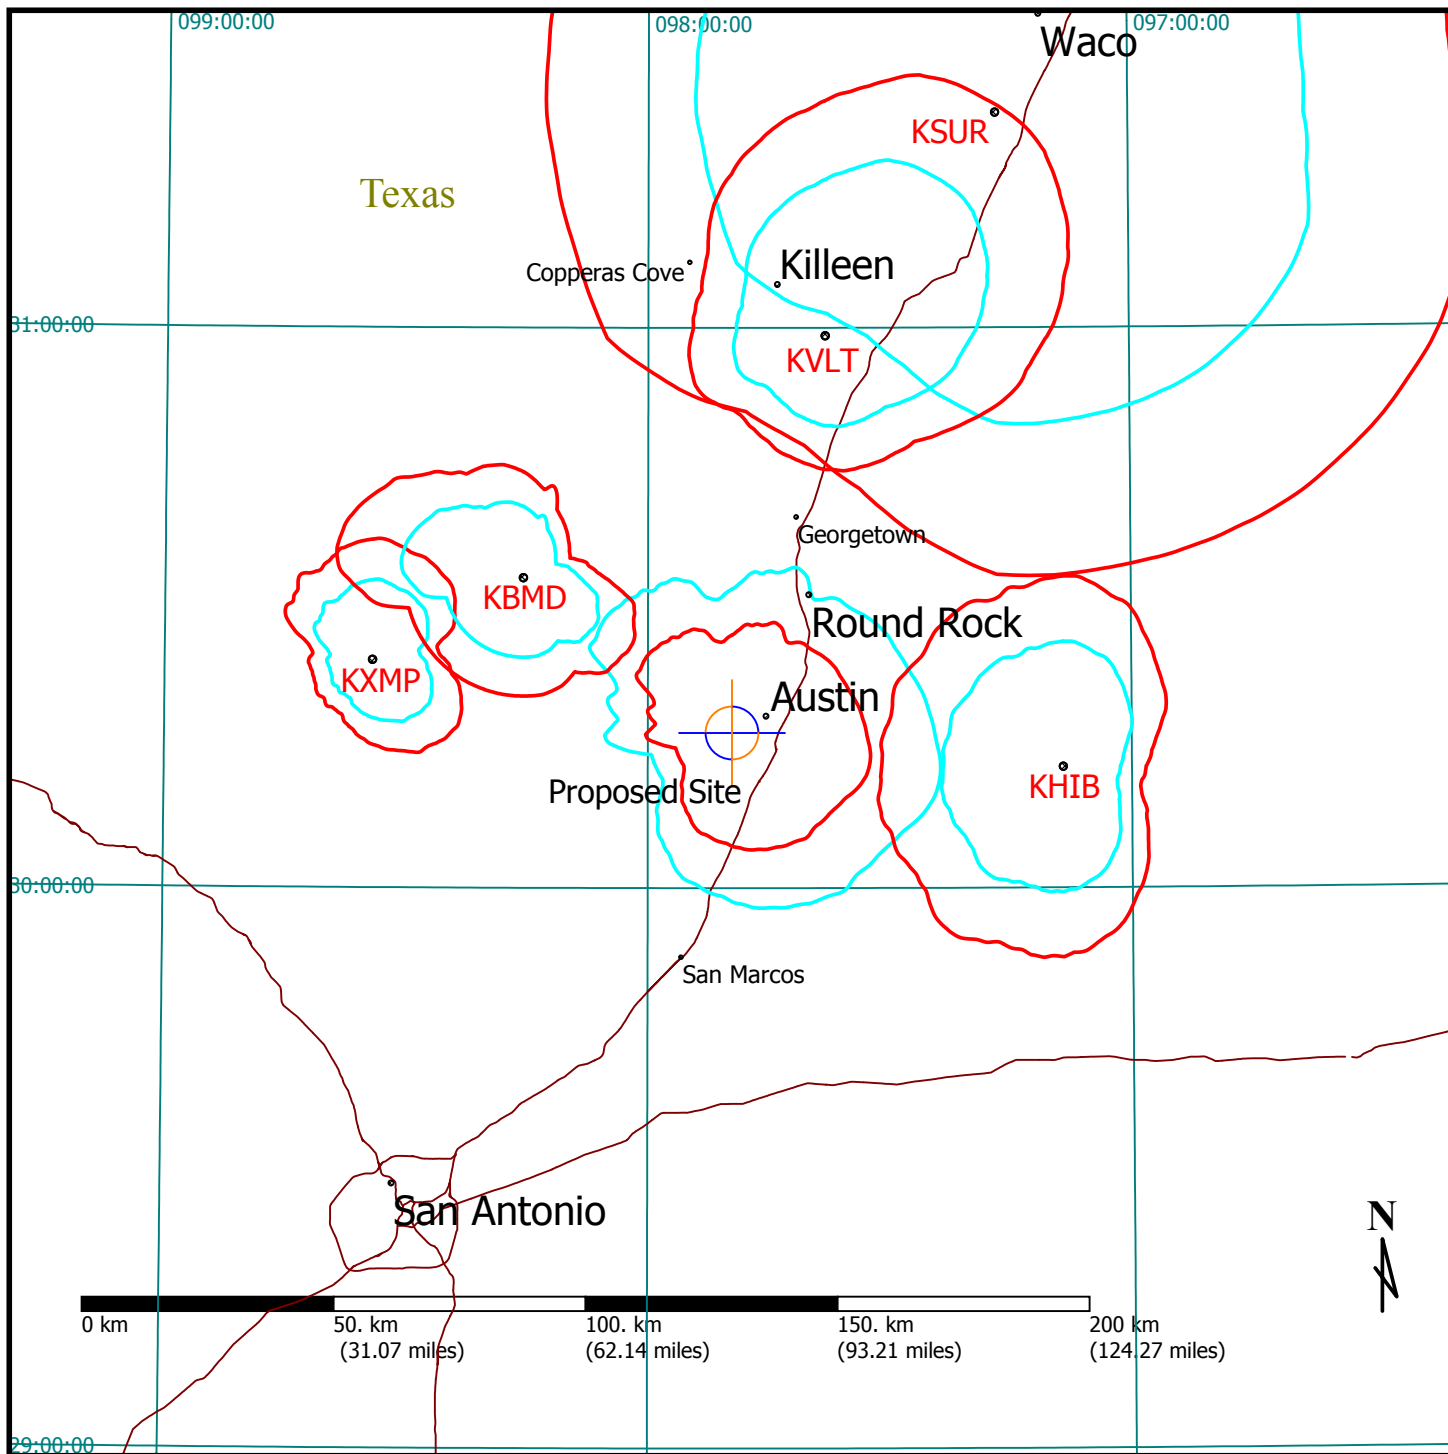 099:00:00
098:00:00
097:00:00
Waco
KSUR
Texas
Killeen
Copperas Cove
31:00:00
KVLT
Georgetown
KBMD
Round Rock
KXMP
Austin
KHIB
Proposed Site
30:00:00
San Marcos
San Antonio
N
0 km
50. km
100. km
150. km
200 km
(31.07 miles)
(62.14 miles)
(93.21 miles)
(124.27 miles)
29:00:00